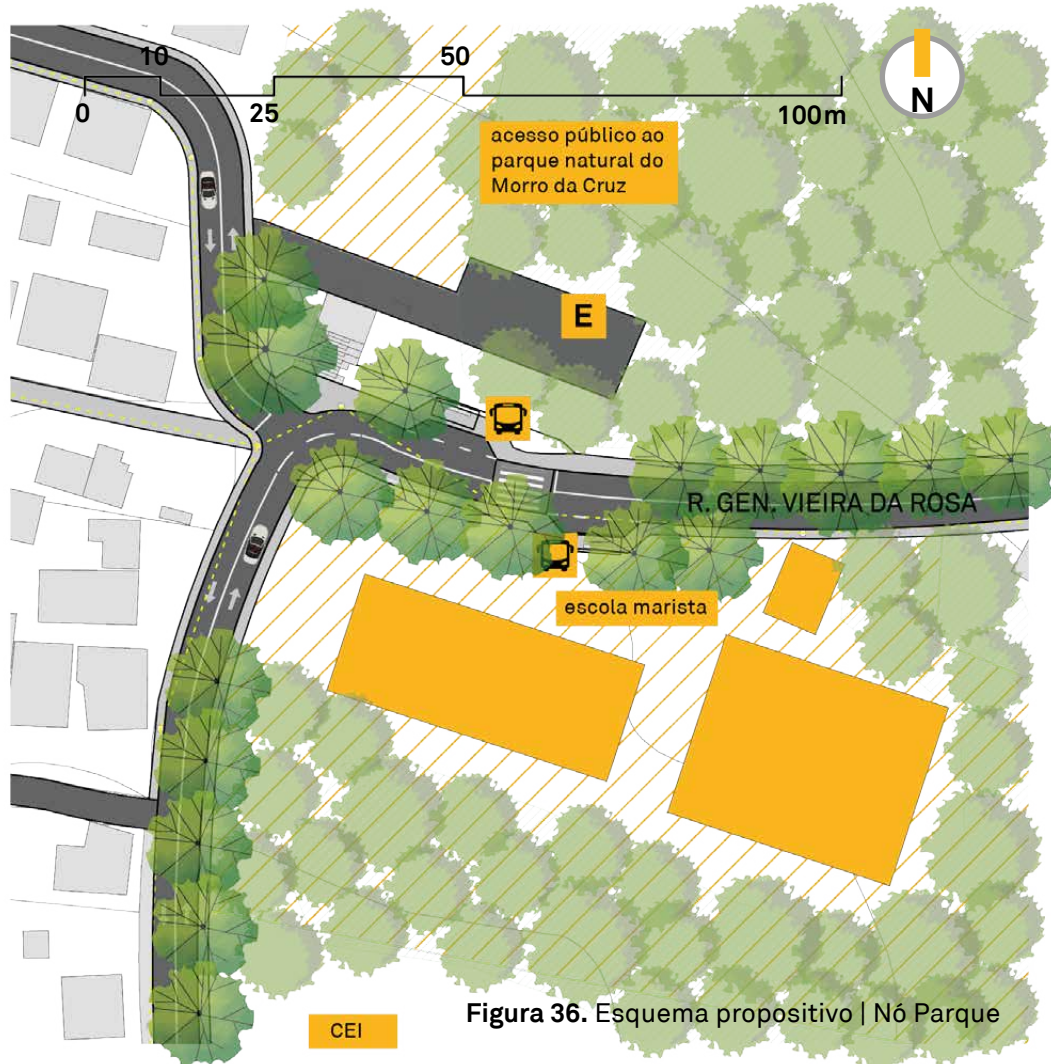 10
50
0
25
100m
N
acesso público ao
parque natural do
Morro da Cruz
E
R. GEN. VIEIRA DA ROSA
escola marista
Figura 36. Esquema propositivo | Nó Parque
CEI